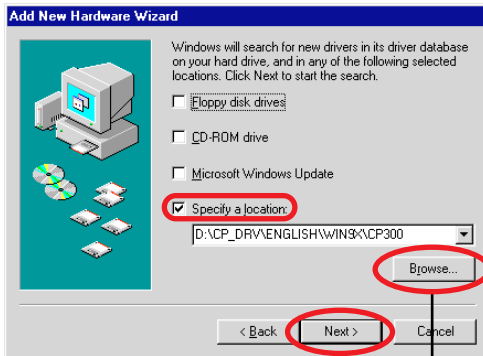 Add New Hardware Wizard
Windows will search for new drivers in its driver database
on your hard drive, and in any of the following selected
locations. Click Next to start the search.
Floppy disk drives
CD-ROM drive
Microsoft Windows Update
Specify a location:
D:\CP_DRV\ENGLISH\WIN9X\CP300
Browse...
< Back
Next >
Cancel